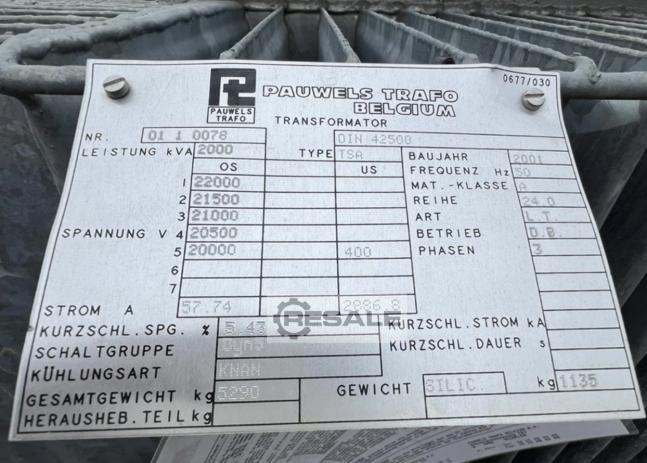 0677/030
PAUWELS TRAFO
BELGIUM
PAUWELS
TRAFO
TRANSFORMATOR
NR. 01 1 0078 DIN 42500
LEISTUNG kVA 2000 TYPE TSA BAUJAHR 2001
OS US FREQUENZ Hz 50
1 22000 MAT.-KLASSE A
2 21500 REIHE 24.0
3 21000 ART L.T.
SPANNUNG V 4 20500 BETRIEB D.B.
5 20000 400 PHASEN 3
6
7
STROM A 57.74 2886.8
RESALE
KURZSCHL.SPG. % 5.43 KURZSCHL.STROM kA
SCHALTGRUPPE KURZSCHL.DAUER s
KÜHLUNGSART KNAN
GESAMTGEWICHT kg 5290 GEWICHT SILIC. kg 1135
HERAUSHEB.TEIL kg